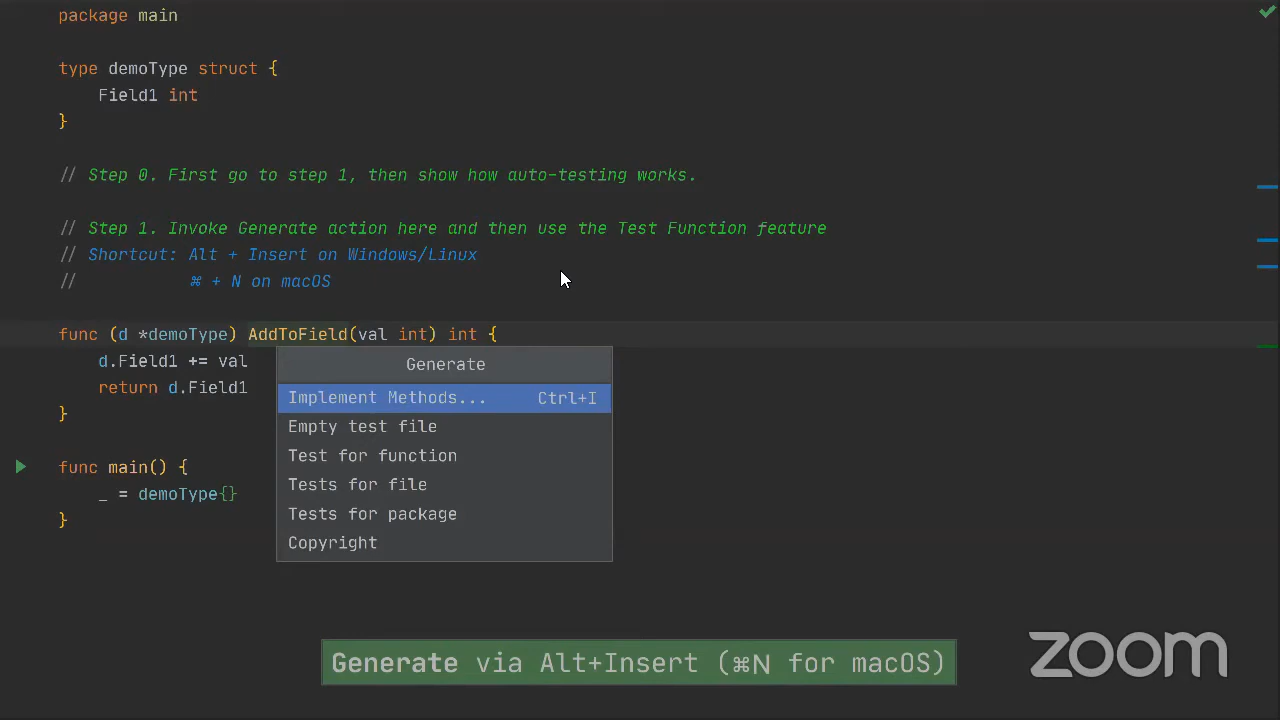 package main
type demoType struct {
    Field1 int
}
// Step 0. First go to step 1, then show how auto-testing works.
// Step 1. Invoke Generate action here and then use the Test Function feature
// Shortcut: Alt + Insert on Windows/Linux
//           ⌘ + N on macOS
func (d *demoType) AddToField(val int) int {
    d.Field1 += val
    return d.Field1
}
func main() {
    _ = demoType{}
}
Generate
Implement Methods... Ctrl+I
Empty test file
Test for function
Tests for file
Tests for package
Copyright
Generate via Alt+Insert (⌘N for macOS)
zoom